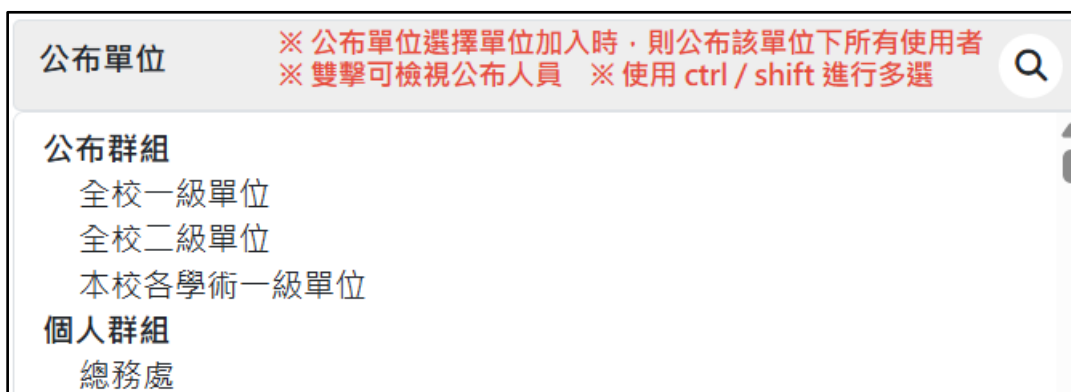 公布單位
※ 公布單位選擇單位加入時，則公布該單位下所有使用者
※ 雙擊可檢視公布人員 ※ 使用 ctrl / shift 進行多選
公布群組
全校一級單位
全校二級單位
本校各學術一級單位
個人群組
總務處